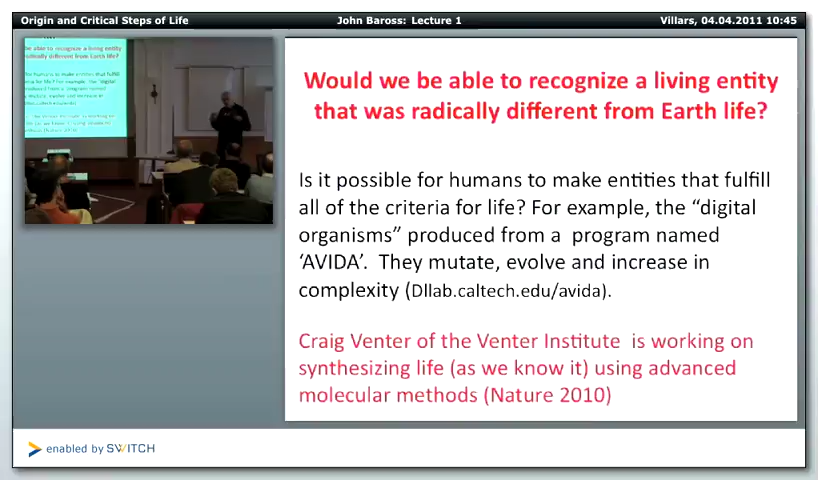 Origin and Critical Steps of Life
John Baross: Lecture 1
Villars, 04.04.2011 10:45
Would we be able to recognize a living entity
that was radically different from Earth life?
Is it possible for humans to make entities that fulfill
all of the criteria for life? For example, the “digital
organisms” produced from a  program named
‘AVIDA’.  They mutate, evolve and increase in
complexity (DIlab.caltech.edu/avida).
Craig Venter of the Venter Institute  is working on
synthesizing life (as we know it) using advanced
molecular methods (Nature 2010)
enabled by SWITCH